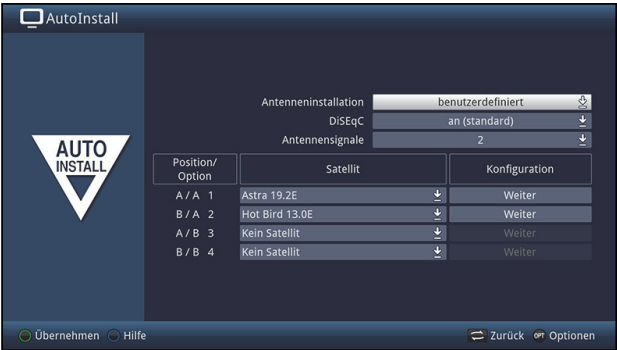 AutoInstall
Antenneninstallation benutzerdefiniert
DiSEqC an (standard)
Antennensignale 2
AUTO
INSTALL
Position/
Option Satellit Konfiguration
A / A 1 Astra 19.2E Weiter
B / A 2 Hot Bird 13.0E Weiter
A / B 3 Kein Satellit Weiter
B / B 4 Kein Satellit Weiter
Übernehmen Hilfe Zurück OPT Optionen